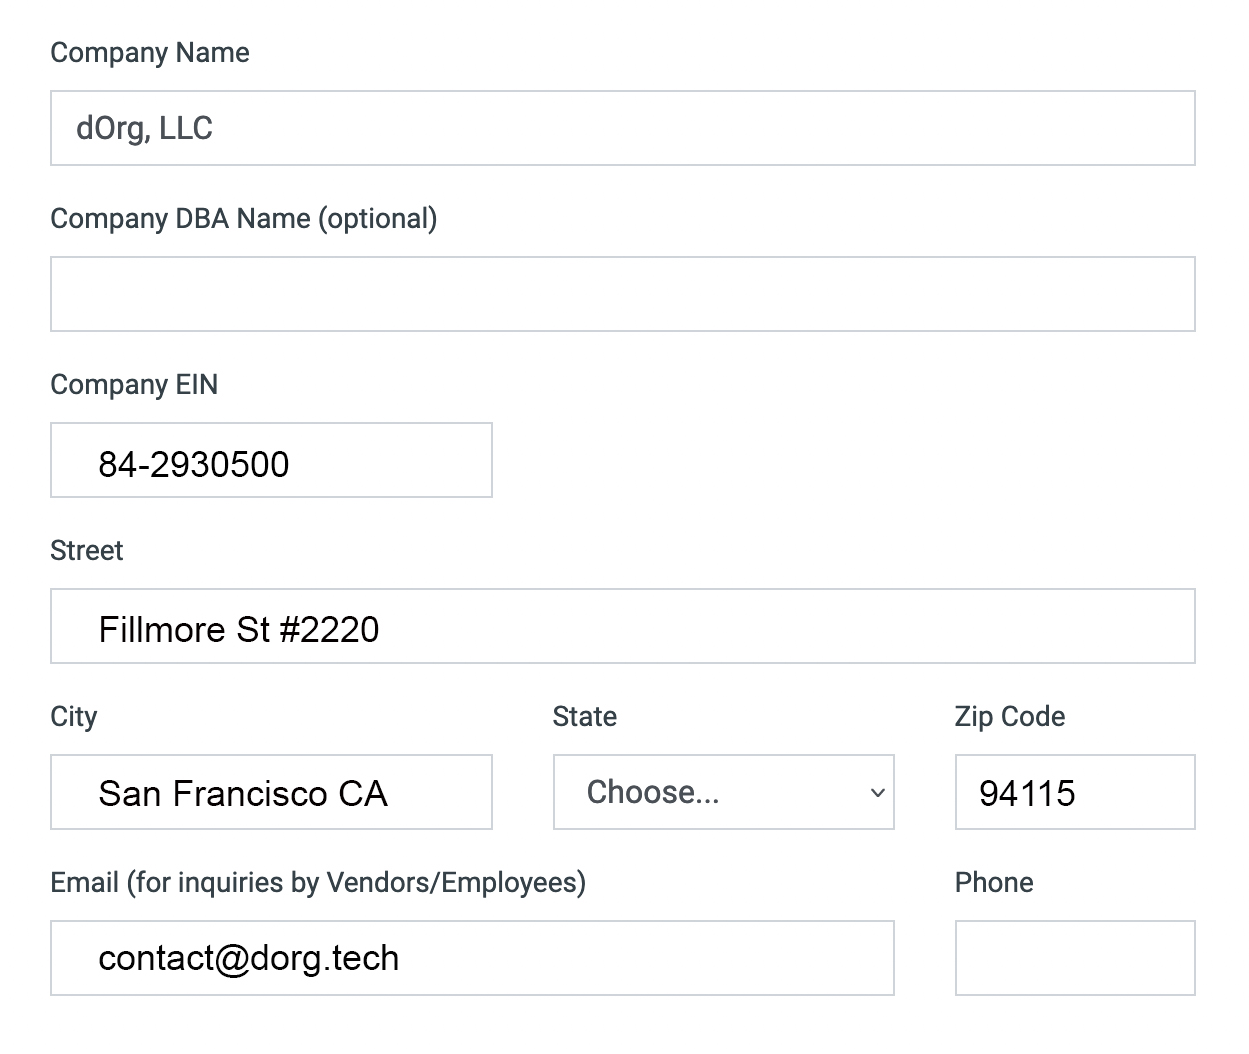 Company Name
dOrg, LLC
Company DBA Name (optional)
Company EIN
84-2930500
Street
Fillmore St #2220
City State Zip Code
San Francisco CA Choose... 94115
Email (for inquiries by Vendors/Employees) Phone
contact@dorg.tech